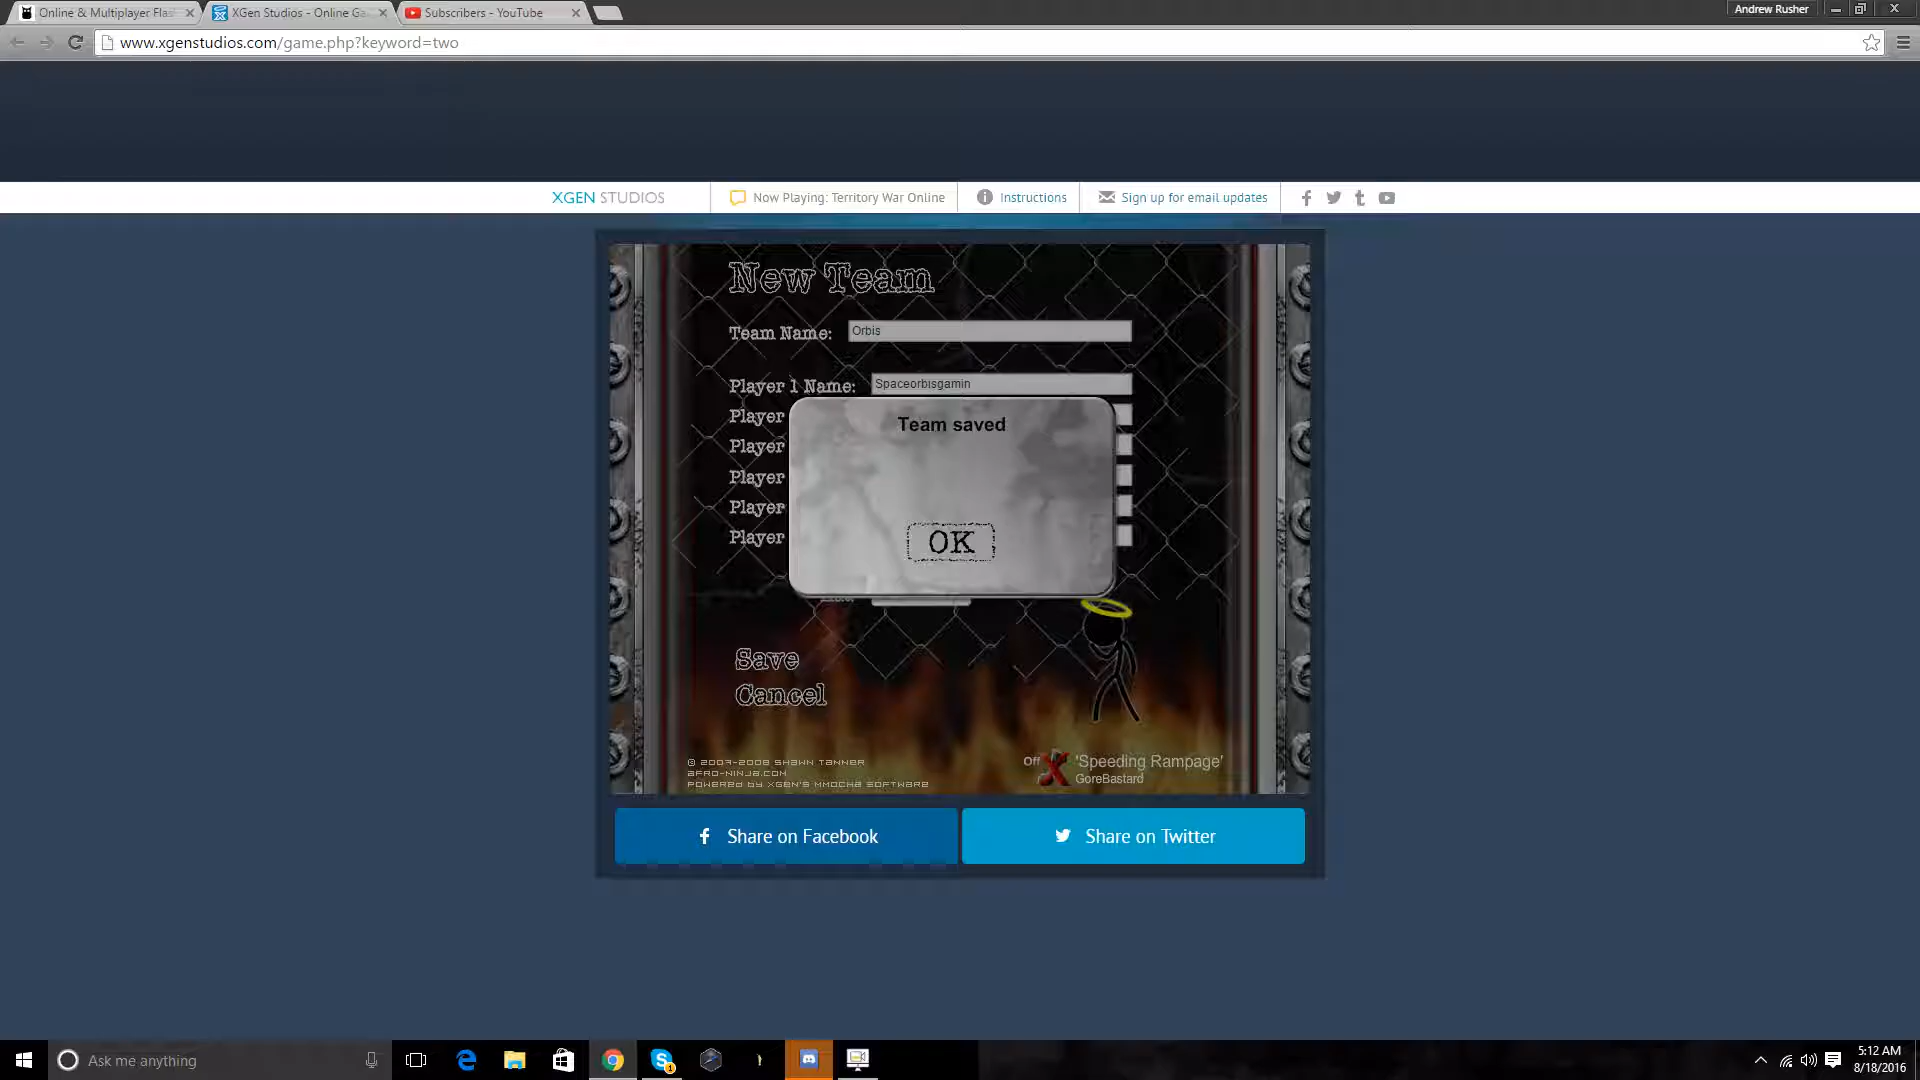 Online & Multiplayer Flas
XGen Studios - Online Ga
Subscribers - YouTube
Andrew Rusher
www.xgenstudios.com/game.php?keyword=two
XGEN STUDIOS
Now Playing: Territory War Online
Instructions
Sign up for email updates
New Team
Team Name: Orbis
Player 1 Name: Spaceorbisgamin
Player
Player
Player
Player
Player
Team saved
OK
Save
Cancel
© 2007-2008 SHAWN TANNER
AFRO-NINJA.COM
POWERED BY XGEN'S MMOCHA SOFTWARE
Off X 'Speeding Rampage'
GoreBastard
Share on Facebook
Share on Twitter
Ask me anything
1
5:12 AM
8/18/2016